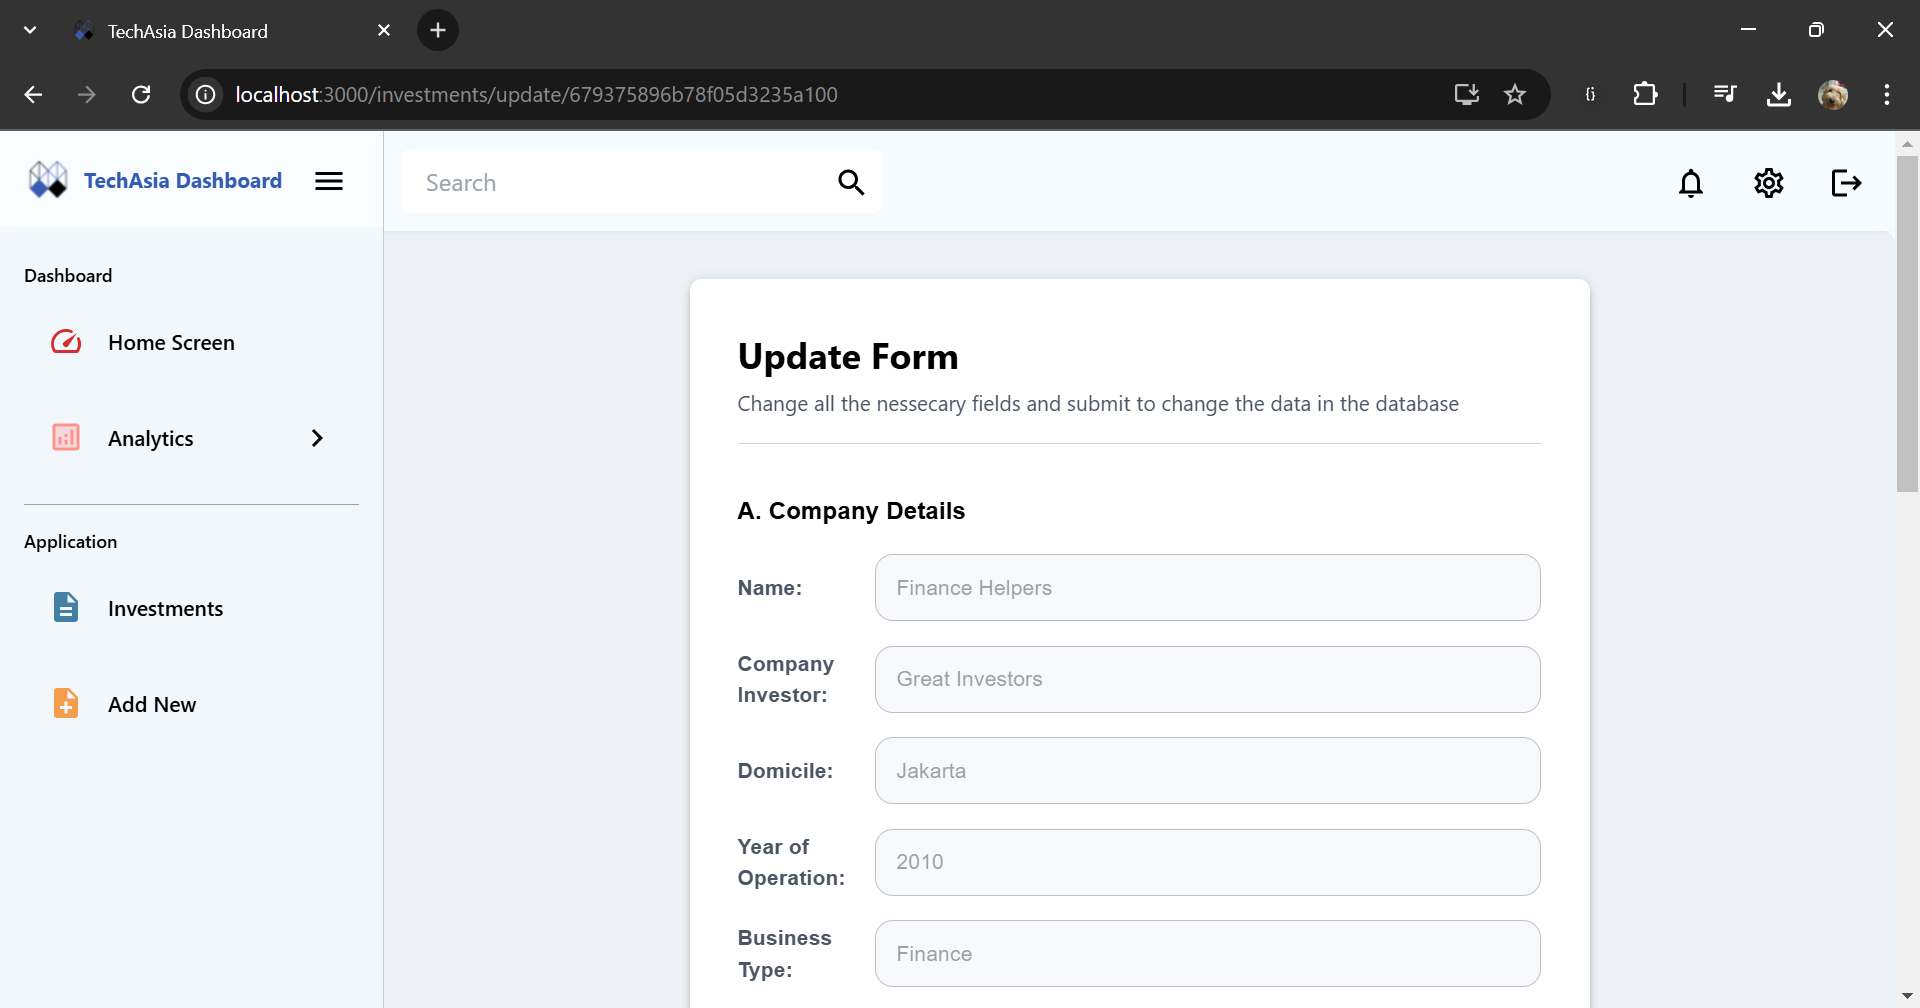 TechAsia Dashboard
localhost:3000/investments/update/679375896b78f05d3235a100
{}
TechAsia Dashboard
Search
Dashboard
Home Screen
Analytics
Application
Investments
Add New
Update Form
Change all the nessecary fields and submit to change the data in the database
A. Company Details
Name:
Finance Helpers
Company
Investor:
Great Investors
Domicile:
Jakarta
Year of
Operation:
2010
Business
Type:
Finance